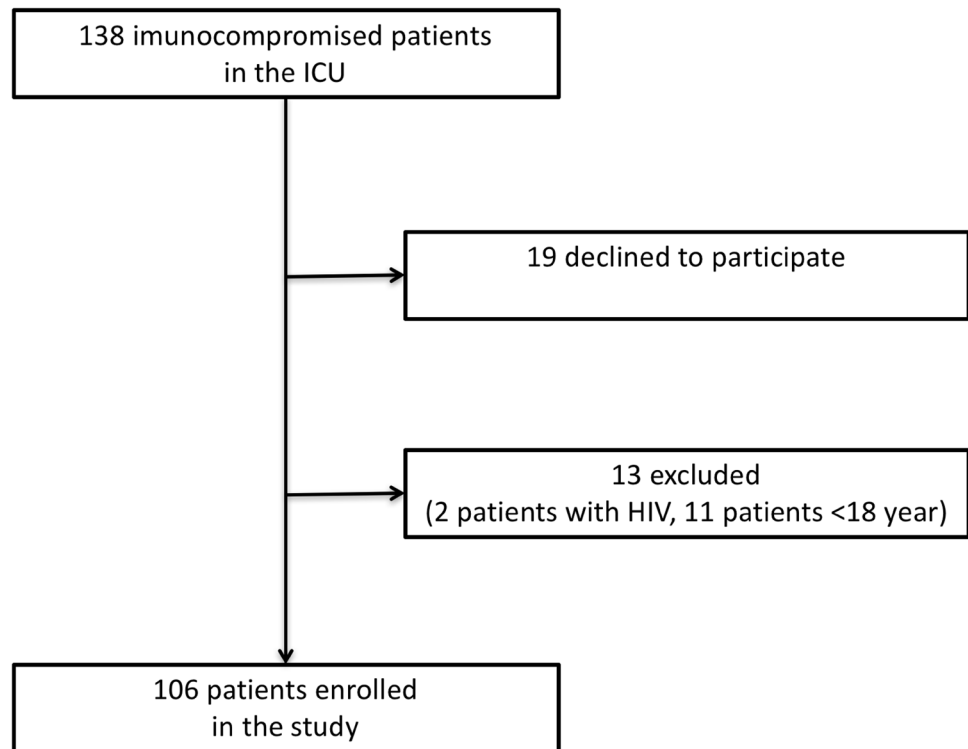 138 imunocompromised patients
in the ICU
19 declined to participate
13 excluded
(2 patients with HIV, 11 patients <18 year)
106 patients enrolled
in the study